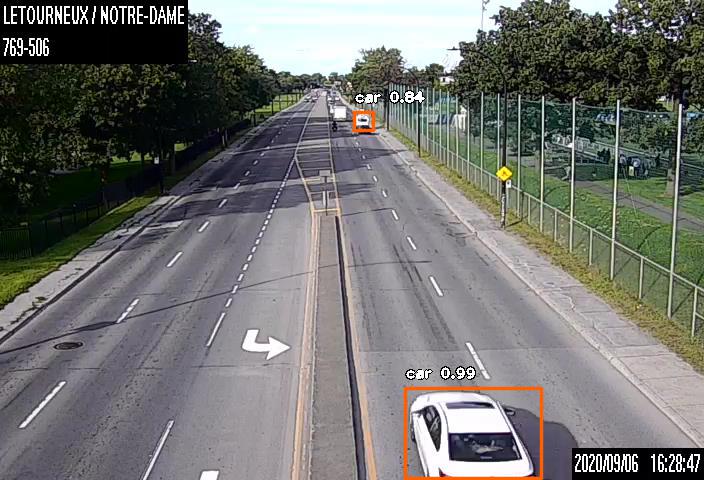 LETOURNEUX / NOTRE-DAME
769-506
car 0.84
car 0.99
2020/09/06 16:28:47